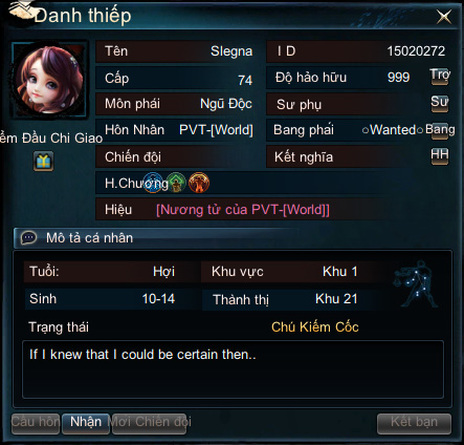 Danh thiếp
Tên Slegna I D 15020272
Cấp 74 Độ hảo hữu 999 Trợ
Môn phái Ngũ Độc Sư phụ Sư
Hôn Nhân PVT-[World] Bang phái ○Wanted○ Bang
ểm Đầu Chi Giao
Chiến đội Kết nghĩa HH
H.Chương
Hiệu [Nương tử của PVT-[World]]
Mô tả cá nhân
Tuổi: Hợi Khu vực Khu 1
Sinh 10-14 Thành thị Khu 21
Trạng thái Chú Kiếm Cốc
If I knew that I could be certain then..
Cầu hôn Nhận Mời Chiến đội Kết bạn